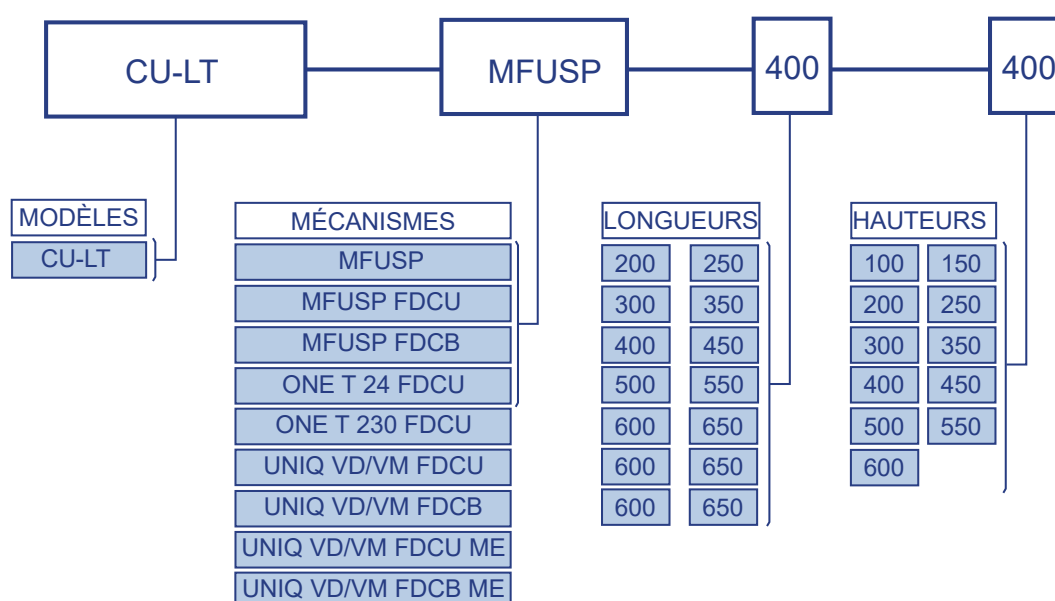 CU-LT MFUSP 400 400
MODÈLES
CU-LT
MÉCANISMES
MFUSP
MFUSP FDCU
MFUSP FDCB
ONE T 24 FDCU
ONE T 230 FDCU
UNIQ VD/VM FDCU
UNIQ VD/VM FDCB
UNIQ VD/VM FDCU ME
UNIQ VD/VM FDCB ME
LONGUEURS
200 250
300 350
400 450
500 550
600 650
600 650
600 650
HAUTEURS
100 150
200 250
300 350
400 450
500 550
600